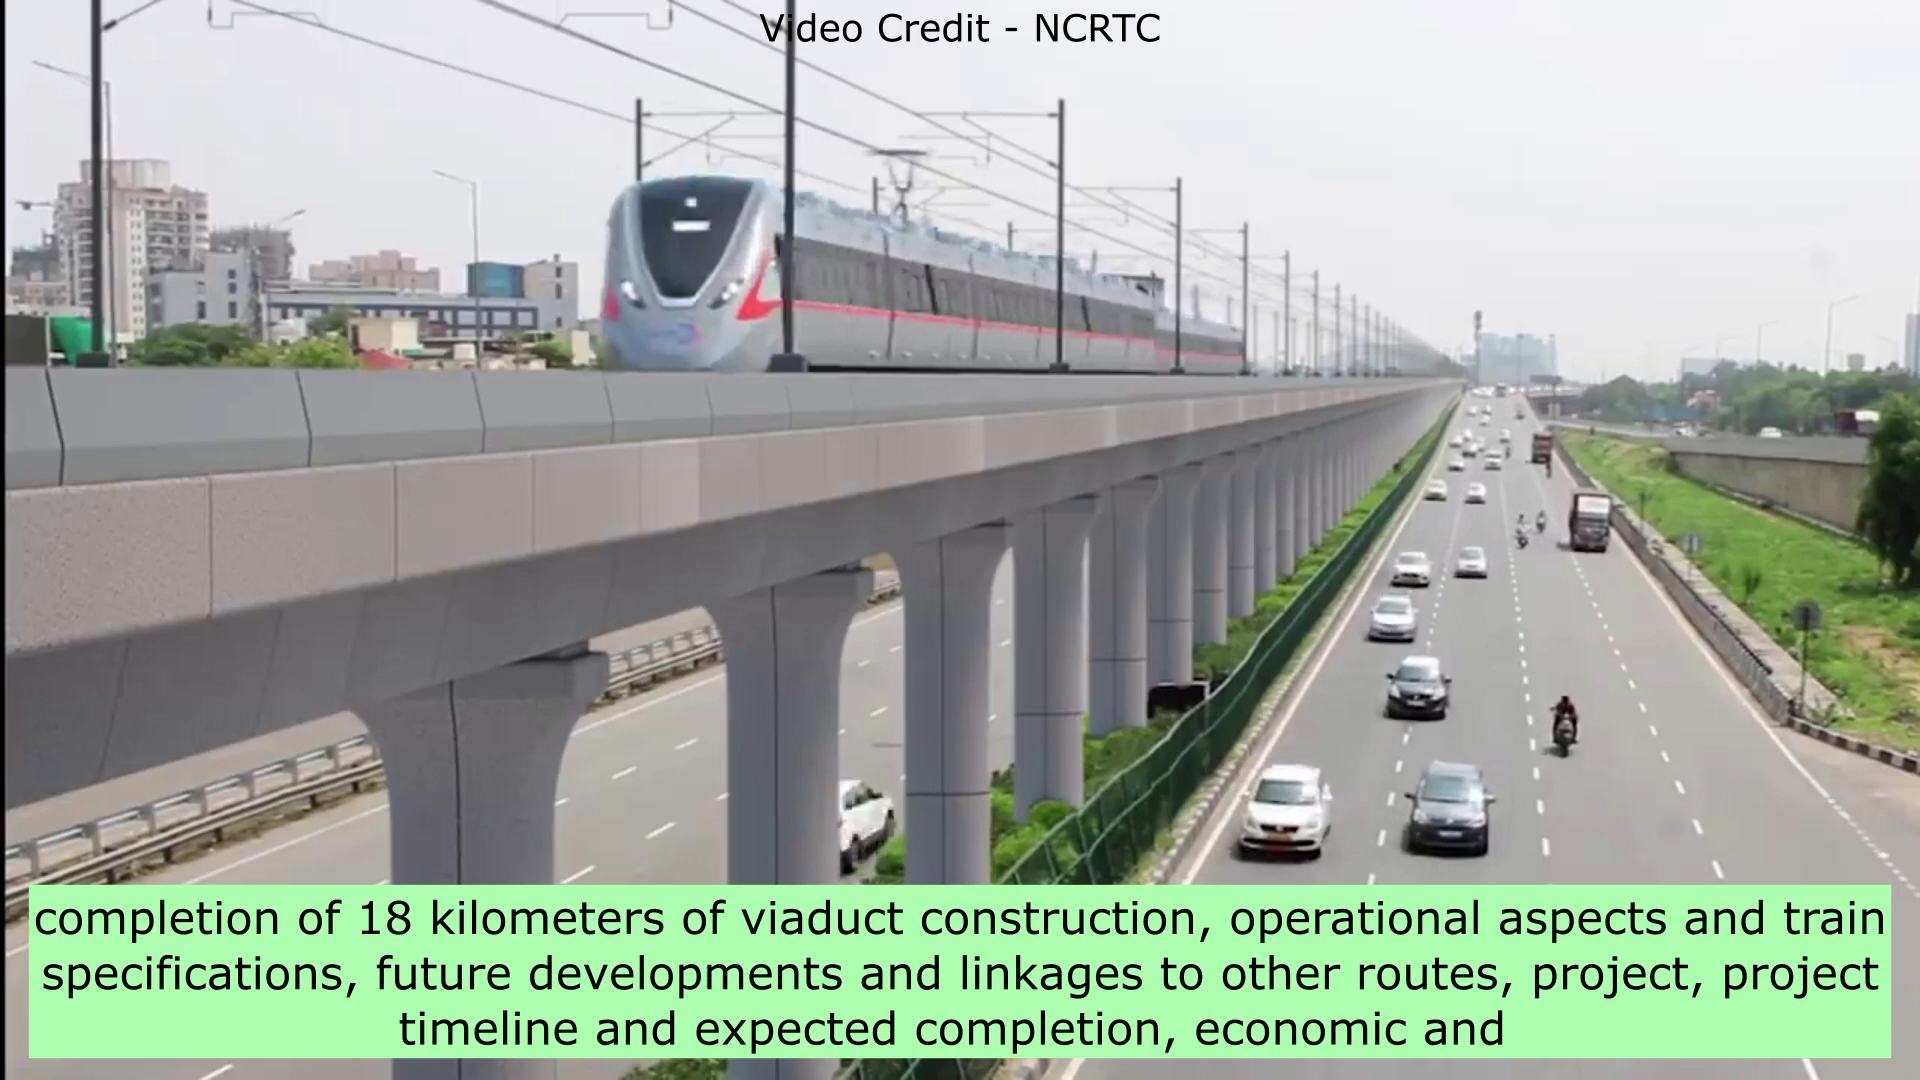 Video Credit - NCRTC
completion of 18 kilometers of viaduct construction, operational aspects and train
specifications, future developments and linkages to other routes, project, project
timeline and expected completion, economic and